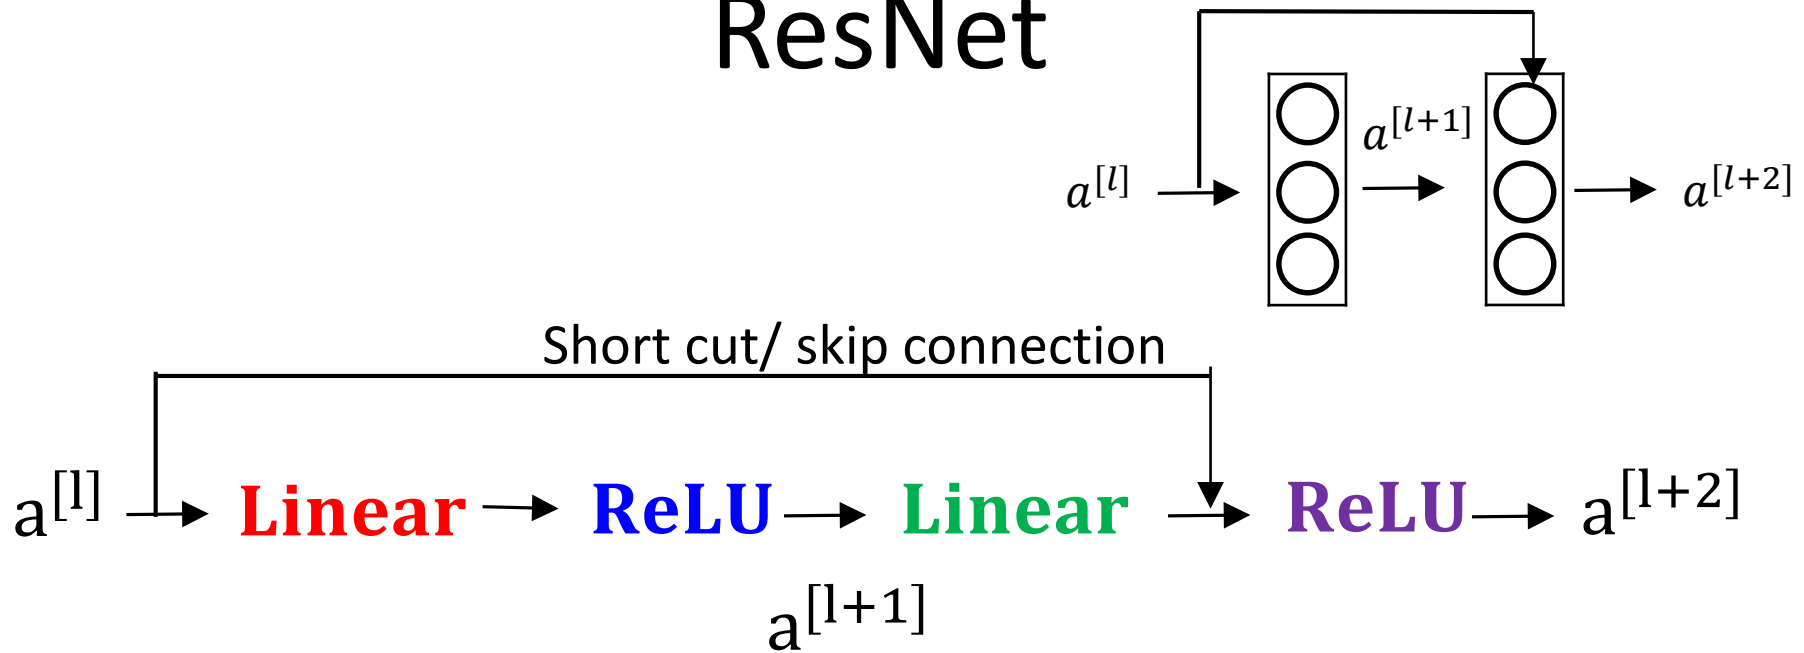 ResNet
a^[l] a^[l+1] a^[l+2]
Short cut/ skip connection
a^[l] Linear ReLU Linear ReLU a^[l+2]
a^[l+1]